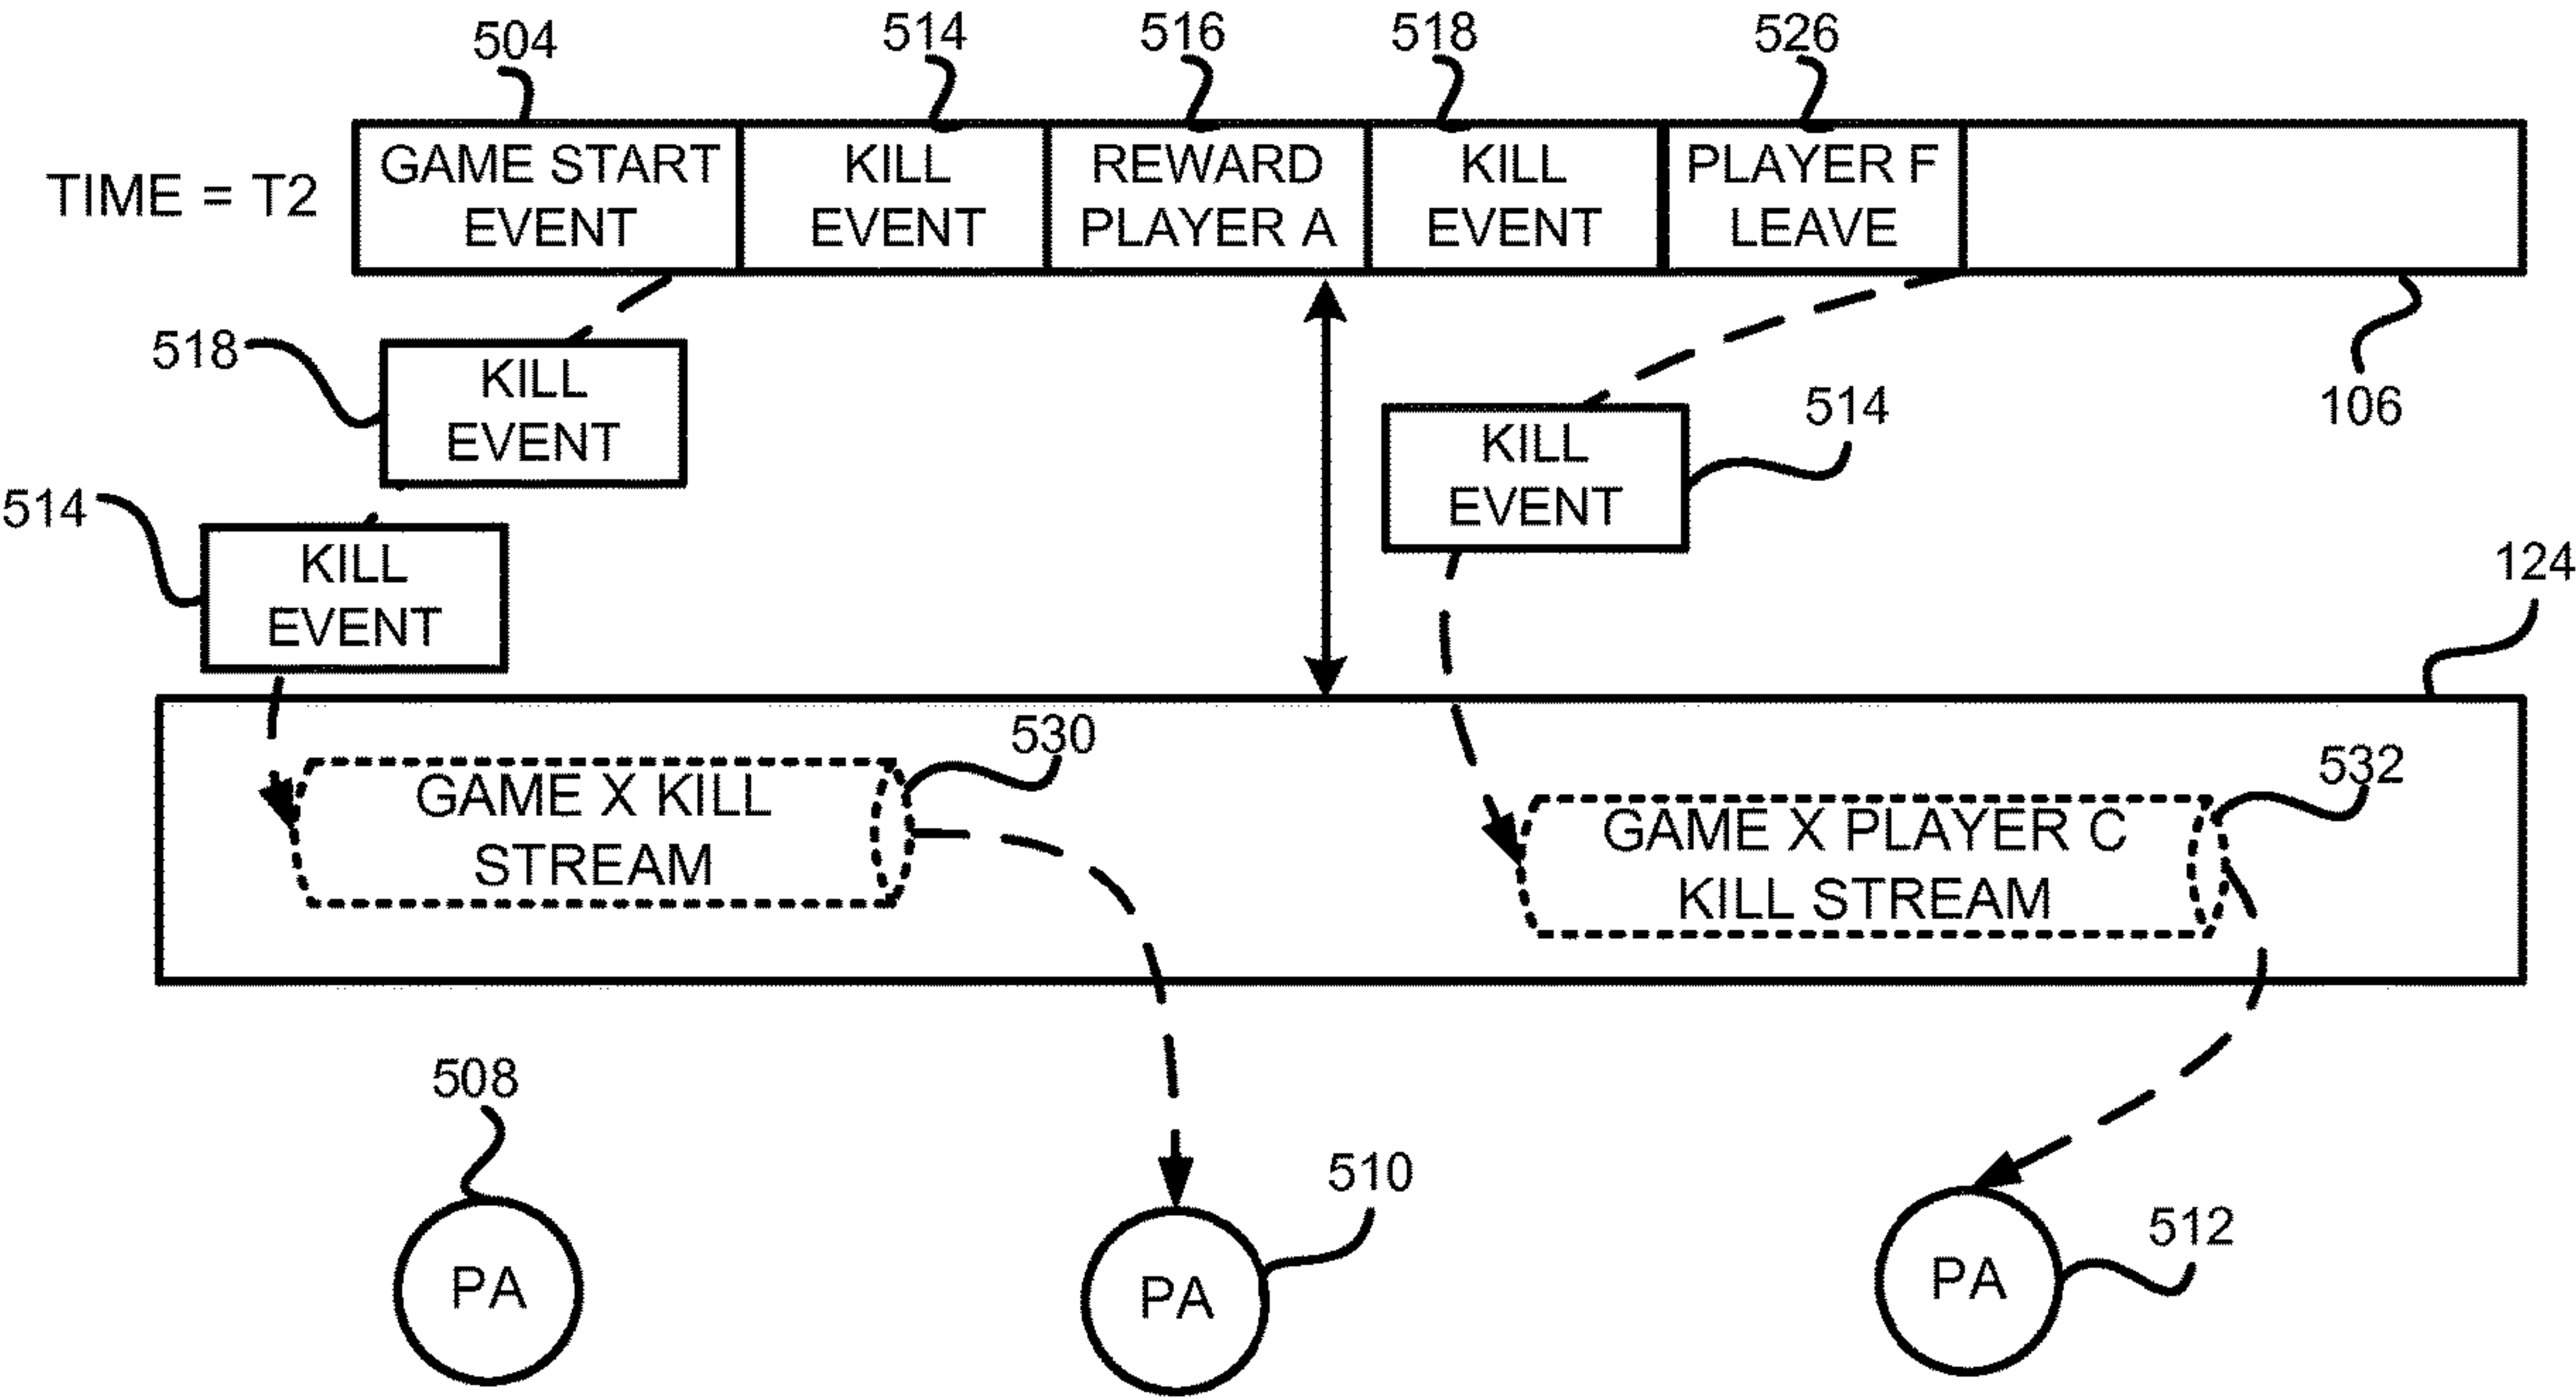 504
514
516
518
526
TIME = T2
GAME START
EVENT
KILL
EVENT
REWARD
PLAYER A
KILL
EVENT
PLAYER F
LEAVE
518
KILL
EVENT
106
514
KILL
EVENT
514
KILL
EVENT
124
530
GAME X KILL
STREAM
532
GAME X PLAYER C
KILL STREAM
508
PA
510
PA
512
PA